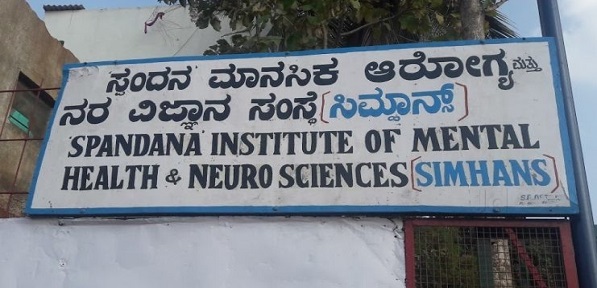 ಸ್ಪಂದನ ಮಾನಸಿಕ ಆರೋಗ್ಯ ಮತ್ತು
ನರ ವಿಜ್ಞಾನ ಸಂಸ್ಥೆ [ಸಿಮ್ಹಾನ್ಸ್]
SPANDANA INSTITUTE OF MENTAL
HEALTH & NEURO SCIENCES [SIMHANS]